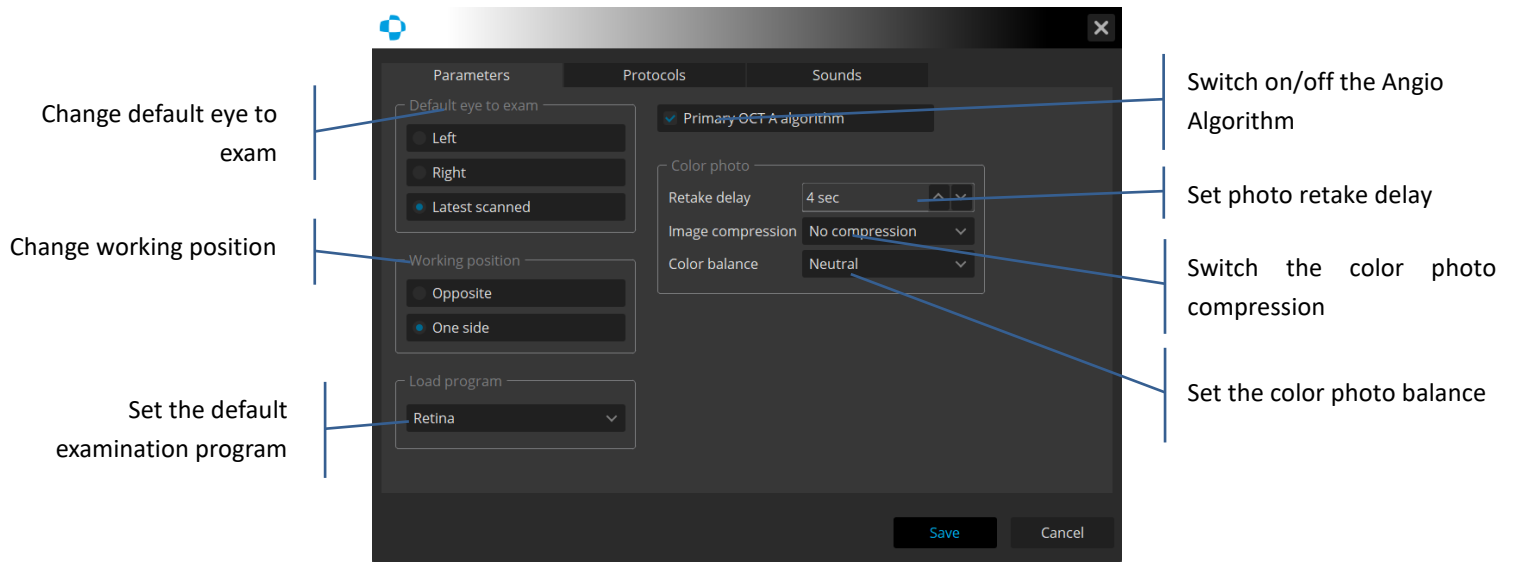 Change default eye to
exam
Change working position
Set the default
examination program
Parameters
Protocols
Sounds
Default eye to exam
Left
Right
Latest scanned
Working position
Opposite
One side
Load program
Retina
Primary OCT A algorithm
Color photo
Retake delay 4 sec
Image compression No compression
Color balance Neutral
Save
Cancel
Switch on/off the Angio
Algorithm
Set photo retake delay
Switch the color photo
compression
Set the color photo balance